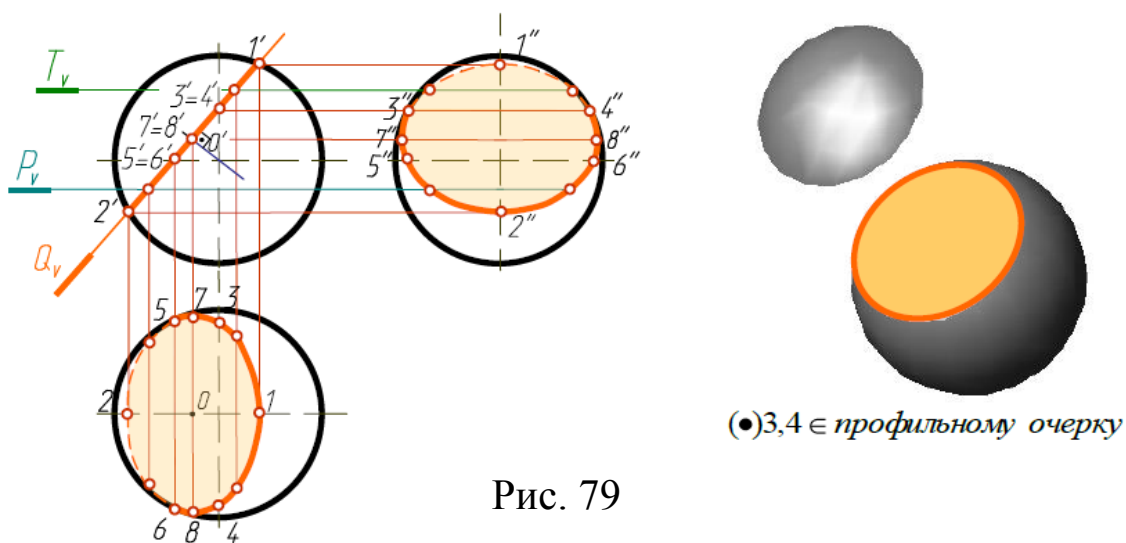 1' 1"
T_v
3'=4' 3" 4"
7'=8' 0' 7" 8"
5'=6' 5" 6"
P_v
2' 2"
Q_v
5 7 3
2 0 1
6 8 4
(●)3,4 ∈ профильному очерку
Рис. 79